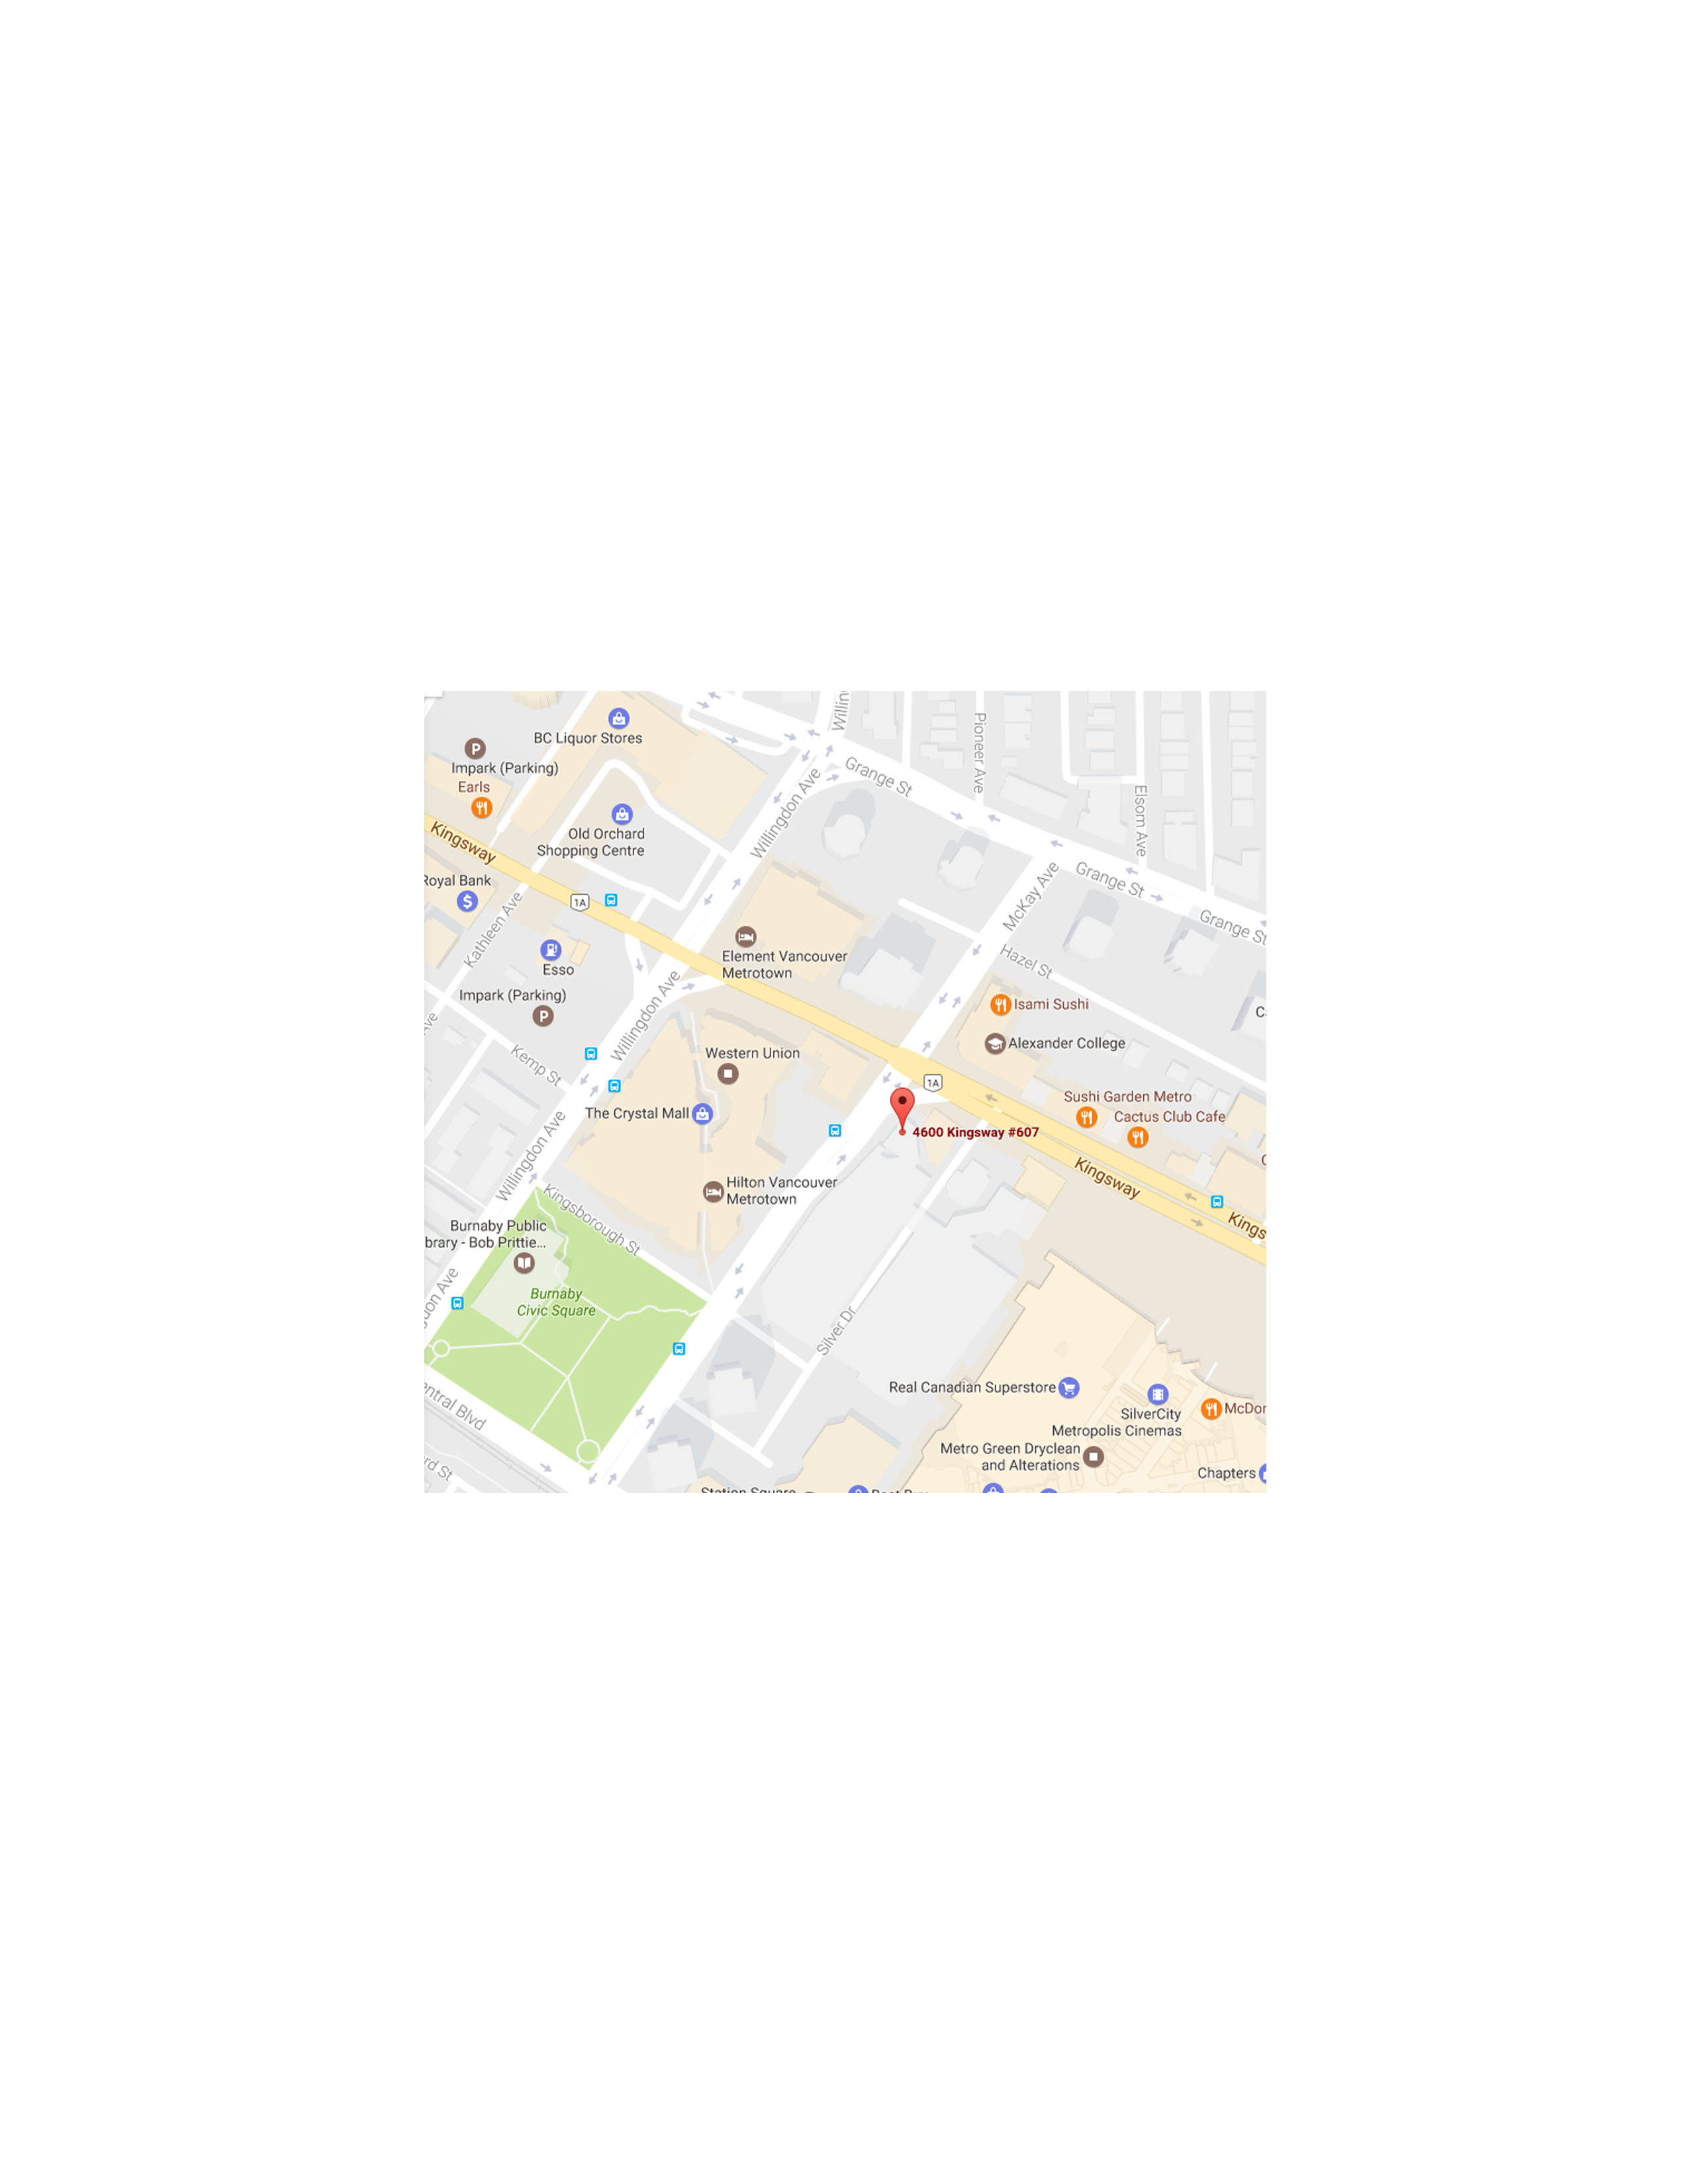 Willin
BC Liquor Stores
Pioneer Ave
Impark (Parking)
Earls
Grange St
Willingdon Ave
Elsom Ave
Old Orchard
Shopping Centre
Kingsway
Royal Bank
McKay Ave
Grange St
1A
Kathleen Ave
Grange St
Element Vancouver
Metrotown
Hazel St
Esso
Impark (Parking)
Willingdon Ave
Isami Sushi
Ave
Alexander College
Kemp St
Western Union
1A
Sushi Garden Metro
The Crystal Mall
Cactus Club Cafe
4600 Kingsway #607
Willingdon Ave
Kingsway
Hilton Vancouver
Metrotown
Kingsborough St
Burnaby Public
brary - Bob Prittie...
Kings
Burnaby
Civic Square
don Ave
Silver Dr
Real Canadian Superstore
SilverCity
Metropolis Cinemas
McDon
entral Blvd
Metro Green Dryclean
and Alterations
rd St
Chapters
Station Square